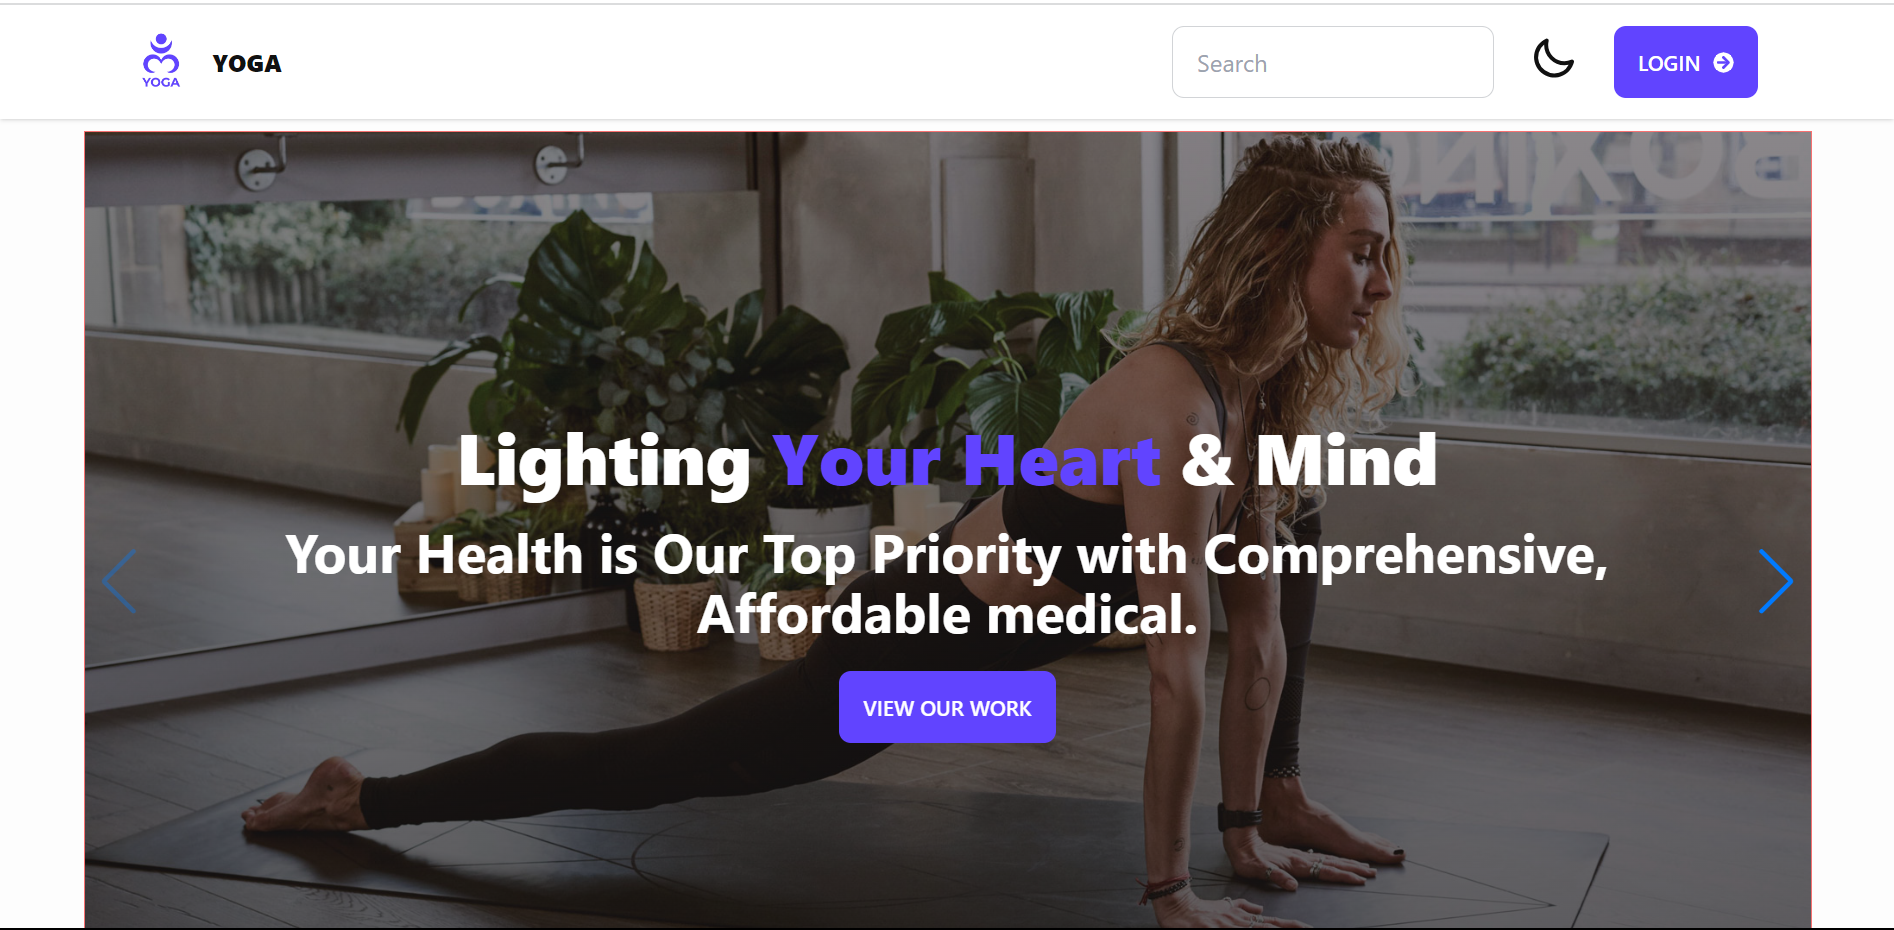 YOGA
YOGA
Search
LOGIN
BOXING
Lighting Your Heart & Mind
Your Health is Our Top Priority with Comprehensive,
Affordable medical.
VIEW OUR WORK